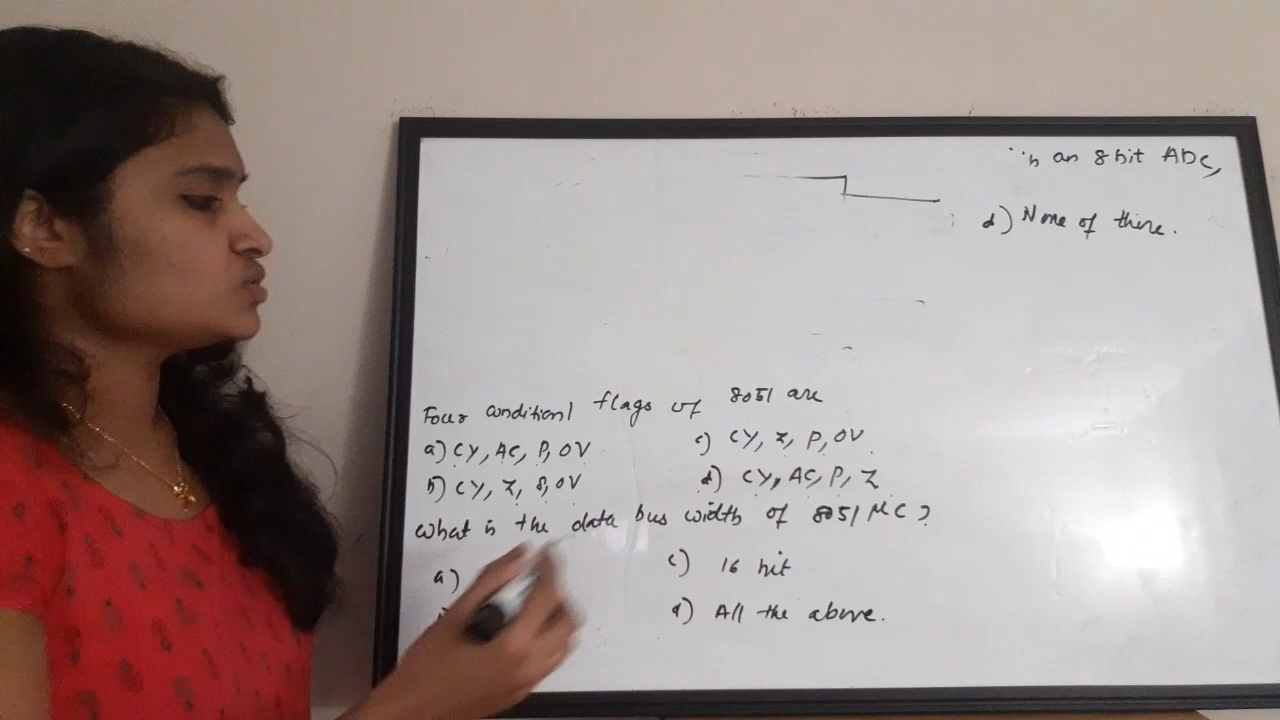 an 8 bit ADC,
d) None of these.
Four conditionl flags of 8051 are
a) CY, AC, P, OV c) CY, Z, P, OV
b) CY, Z, P, OV d) CY, AC, P, Z
What is the data bus width of 8051 MC?
a) c) 16 bit
d) All the above.